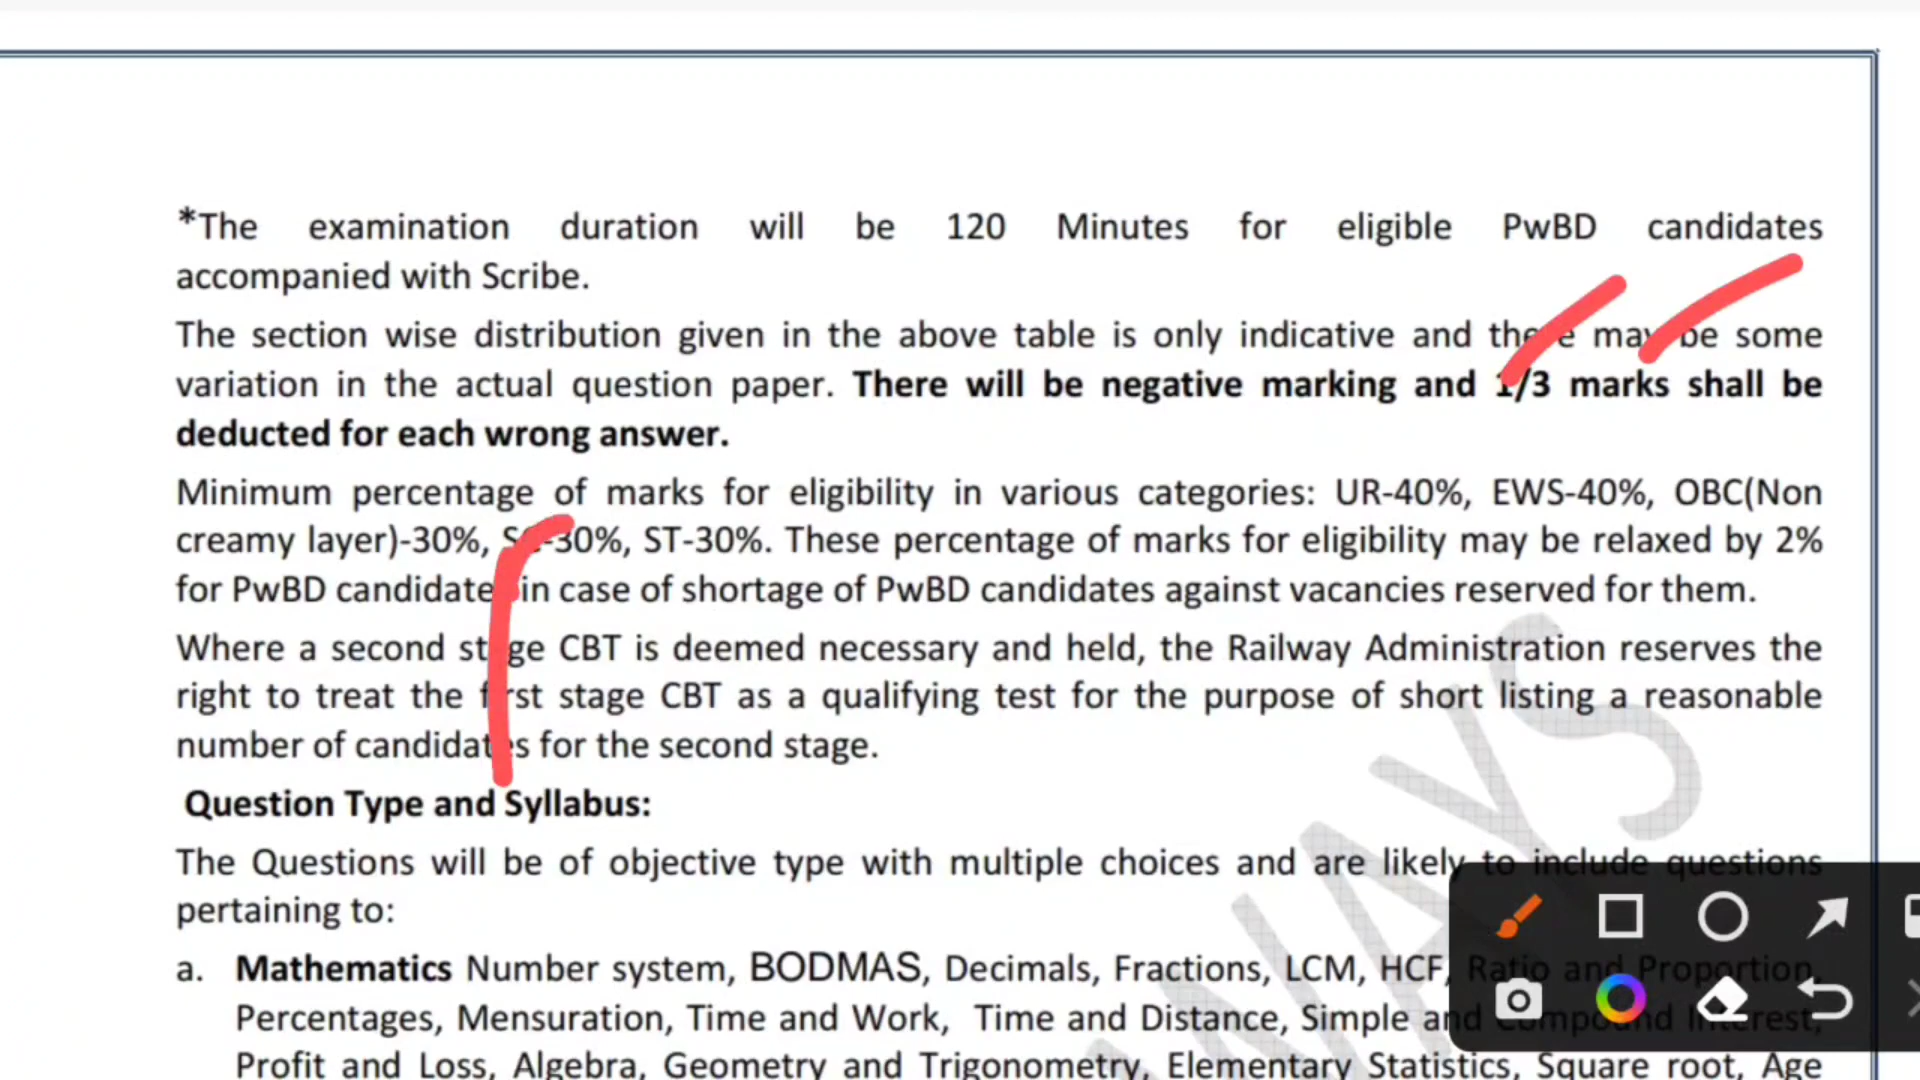 *The examination duration will be 120 Minutes for eligible PwBD candidates
accompanied with Scribe.
The section wise distribution given in the above table is only indicative and there may be some
variation in the actual question paper. There will be negative marking and 1/3 marks shall be
deducted for each wrong answer.
Minimum percentage of marks for eligibility in various categories: UR-40%, EWS-40%, OBC(Non
creamy layer)-30%, SC-30%, ST-30%. These percentage of marks for eligibility may be relaxed by 2%
for PwBD candidates in case of shortage of PwBD candidates against vacancies reserved for them.
Where a second stage CBT is deemed necessary and held, the Railway Administration reserves the
right to treat the first stage CBT as a qualifying test for the purpose of short listing a reasonable
number of candidates for the second stage.
Question Type and Syllabus:
The Questions will be of objective type with multiple choices and are likely to include questions
pertaining to:
a. Mathematics Number system, BODMAS, Decimals, Fractions, LCM, HCF, Ratio and Proportion,
Percentages, Mensuration, Time and Work, Time and Distance, Simple and Compound Interest,
Profit and Loss, Algebra, Geometry and Trigonometry, Elementary Statistics, Square root, Age
WAYS